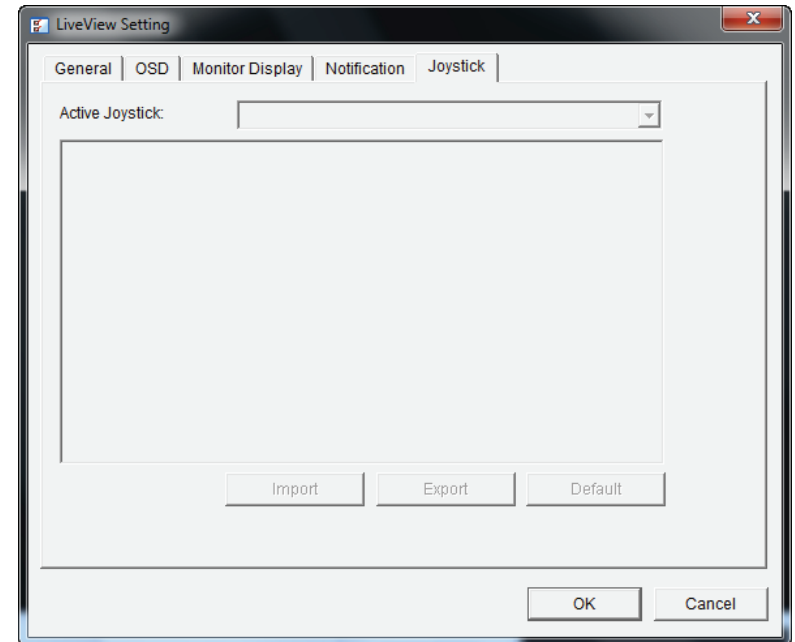 LiveView Setting
General OSD Monitor Display Notification Joystick
Active Joystick:
Import Export Default
OK Cancel